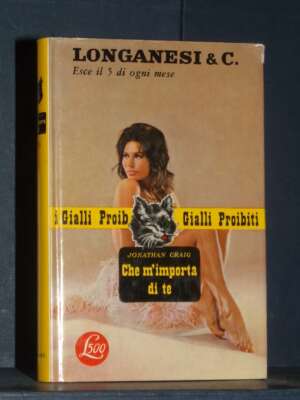 LONGANESI & C.
Esce il 5 di ogni mese
i Gialli Proib
Gialli Proibiti
JONATHAN CRAIG
Che m'importa
di te
L.500